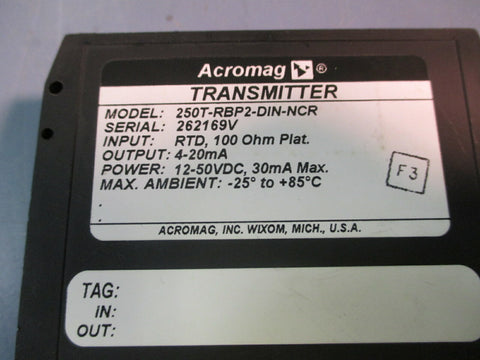 Acromag ®
TRANSMITTER
MODEL: 250T-RBP2-DIN-NCR
SERIAL: 262169V
INPUT: RTD, 100 Ohm Plat.
OUTPUT: 4-20mA
POWER: 12-50VDC, 30mA Max.
MAX. AMBIENT: -25° to +85°C
F3
.
.
ACROMAG, INC. WIXOM, MICH., U.S.A.
TAG:
IN:
OUT: